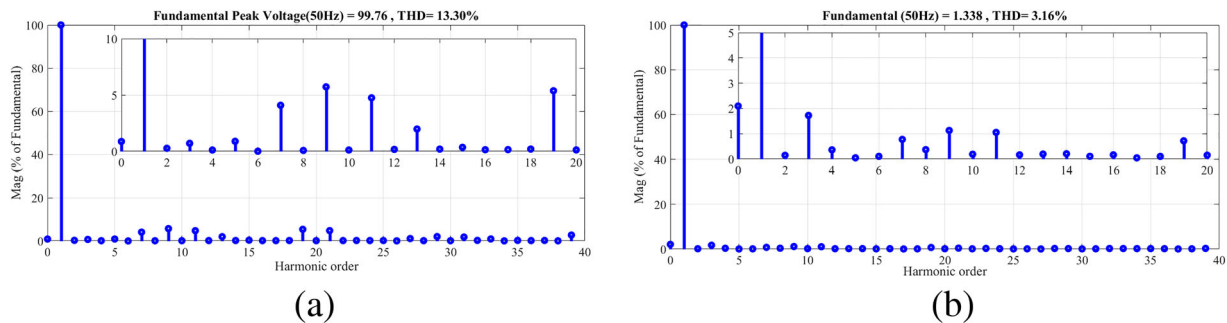 Fundamental Peak Voltage(50Hz) = 99.76 , THD= 13.30%
Mag (% of Fundamental)
100
80
60
40
20
0
10
5
0
0 2 4 6 8 10 12 14 16 18 20
0 5 10 15 20 25 30 35 40
Harmonic order
(a)
Fundamental (50Hz) = 1.338 , THD= 3.16%
Mag (% of Fundamental)
100
80
60
40
20
0
5
4
3
2
1
0
0 2 4 6 8 10 12 14 16 18 20
0 5 10 15 20 25 30 35 40
Harmonic order
(b)